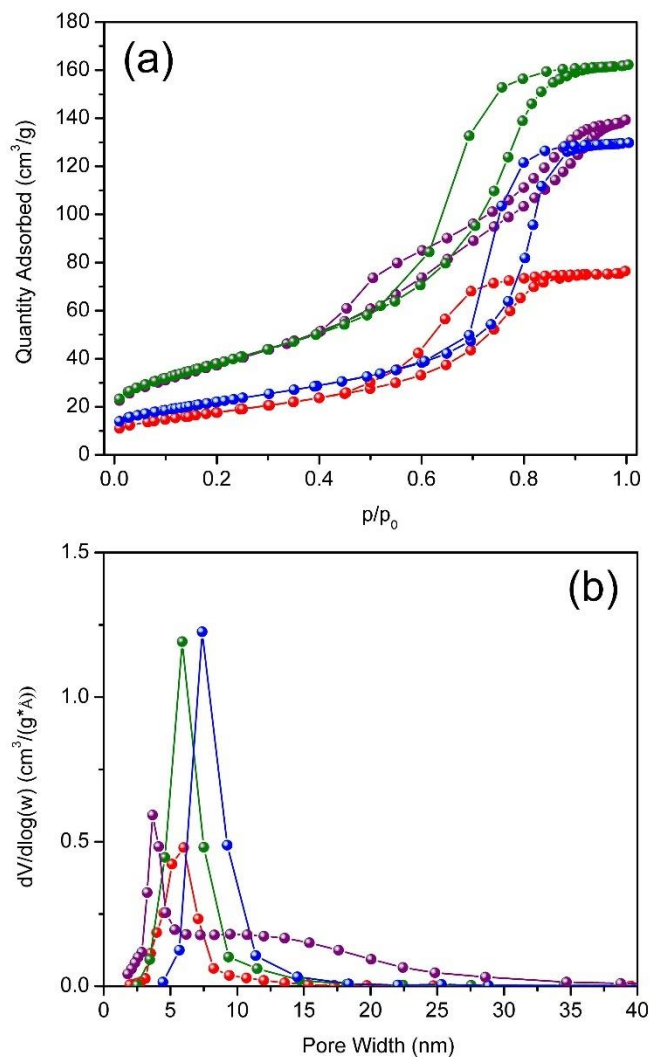 (a)
Quantity Adsorbed (cm³/g)
180
160
140
120
100
80
60
40
20
0
0.0 0.2 0.4 0.6 0.8 1.0
p/p₀
(b)
dV/dlog(w) (cm³/(g*A))
1.5
1.0
0.5
0.0
0 5 10 15 20 25 30 35 40
Pore Width (nm)